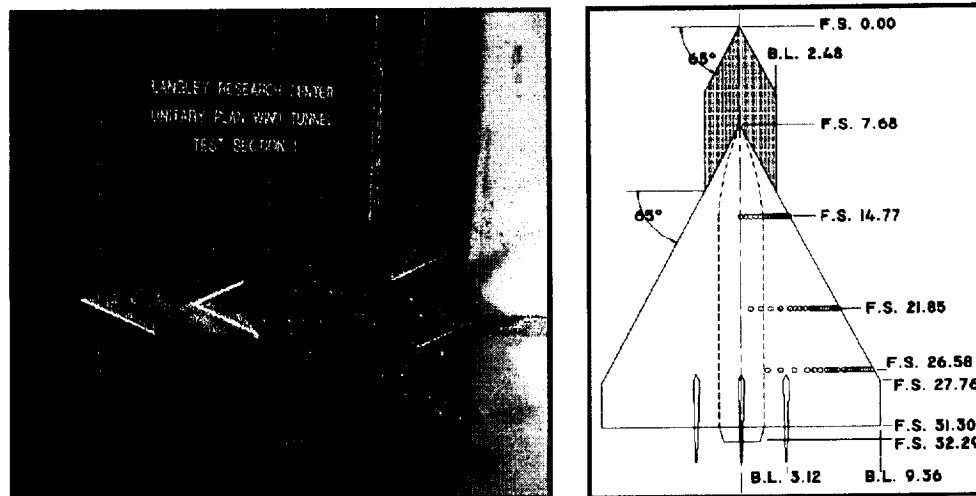 LANGLEY RESEARCH CENTER
UNITARY PLAN WIND TUNNEL
TEST SECTION I
F.S. 0.00
65°
B.L. 2.48
F.S. 7.68
65°
F.S. 14.77
F.S. 21.85
F.S. 26.58
F.S. 27.76
F.S. 31.30
F.S. 32.29
B.L. 3.12
B.L. 9.36